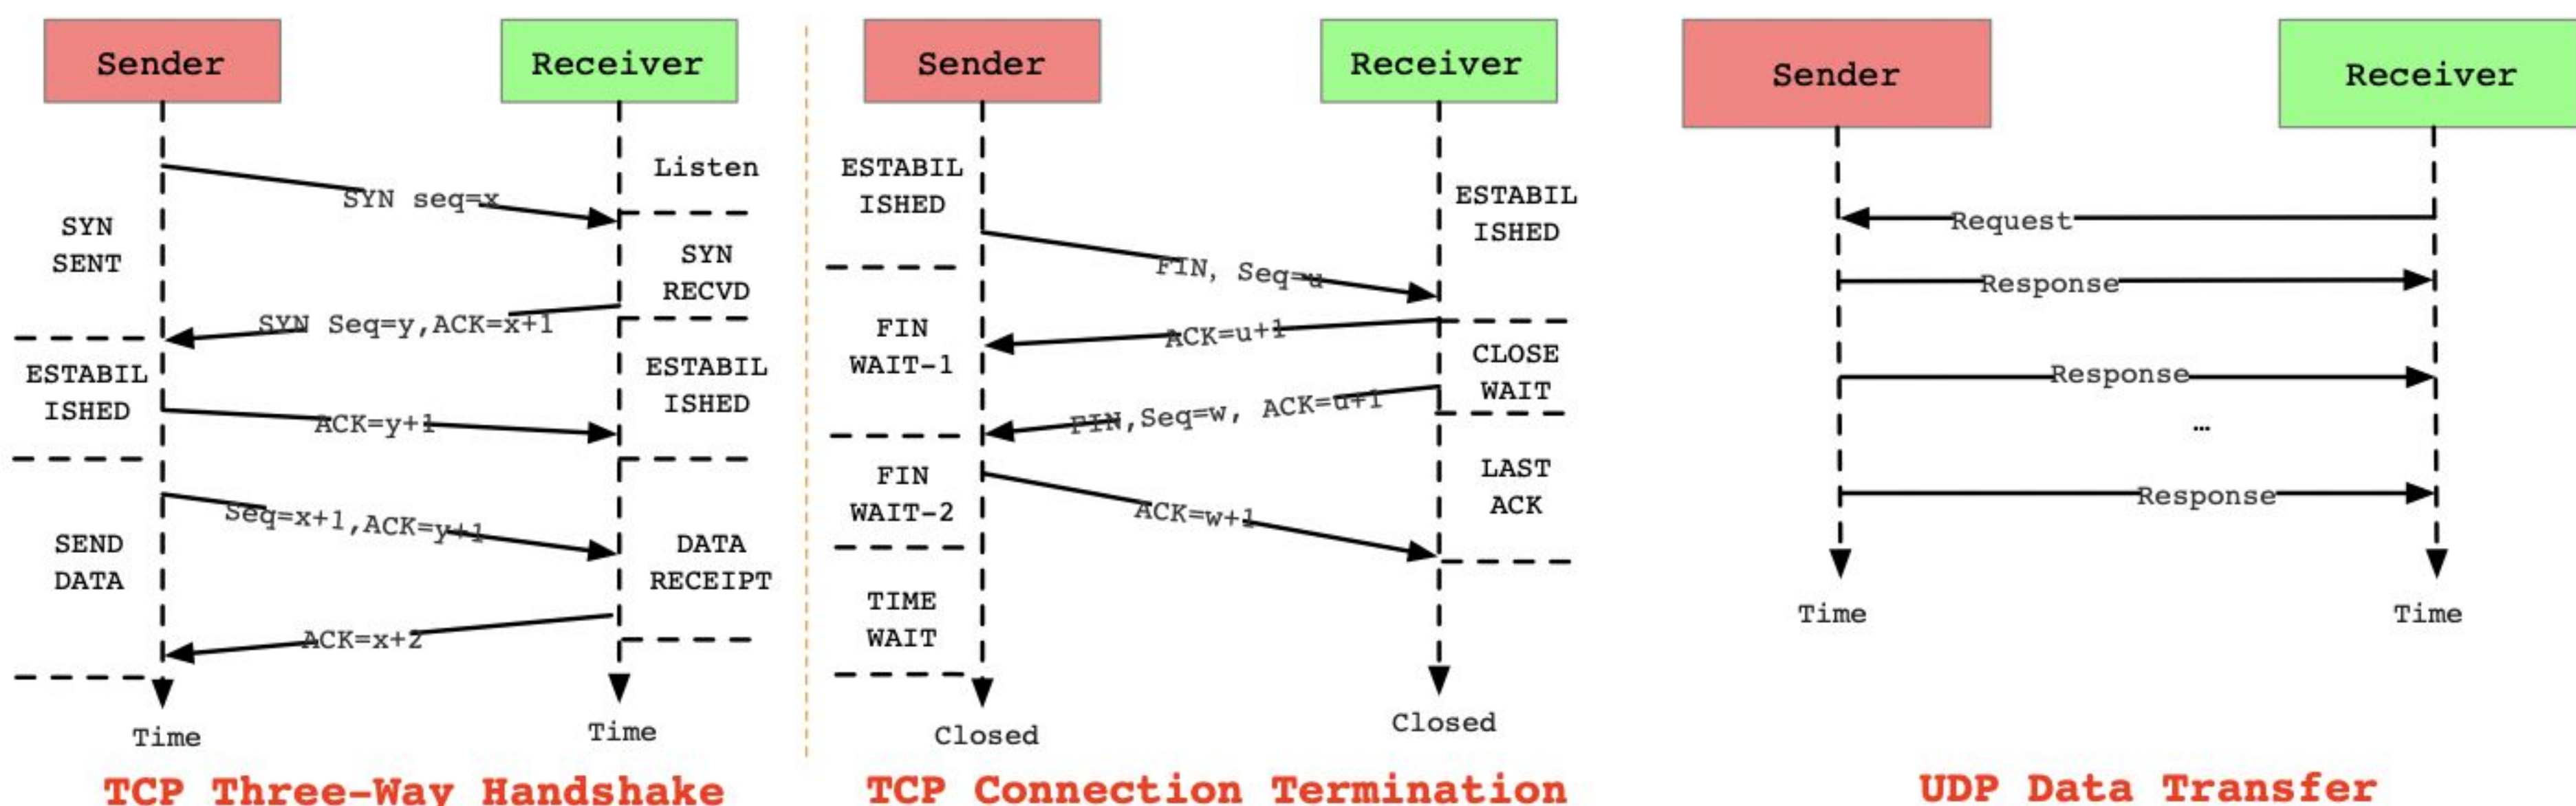 Sender
Receiver
Listen
SYN seq=x
SYN
SENT
SYN
RECVD
SYN Seq=y,ACK=x+1
ESTABIL
ISHED
ESTABIL
ISHED
ACK=y+1
Seq=x+1,ACK=y+1
SEND
DATA
DATA
RECEIPT
ACK=x+2
Time
Time
TCP Three-Way Handshake
Sender
Receiver
ESTABIL
ISHED
ESTABIL
ISHED
FIN, Seq=u
FIN
WAIT-1
ACK=u+1
CLOSE
WAIT
FIN,Seq=w, ACK=u+1
FIN
WAIT-2
LAST
ACK
ACK=w+1
TIME
WAIT
Closed
Closed
TCP Connection Termination
Sender
Receiver
Request
Response
Response
…
Response
Time
Time
UDP Data Transfer